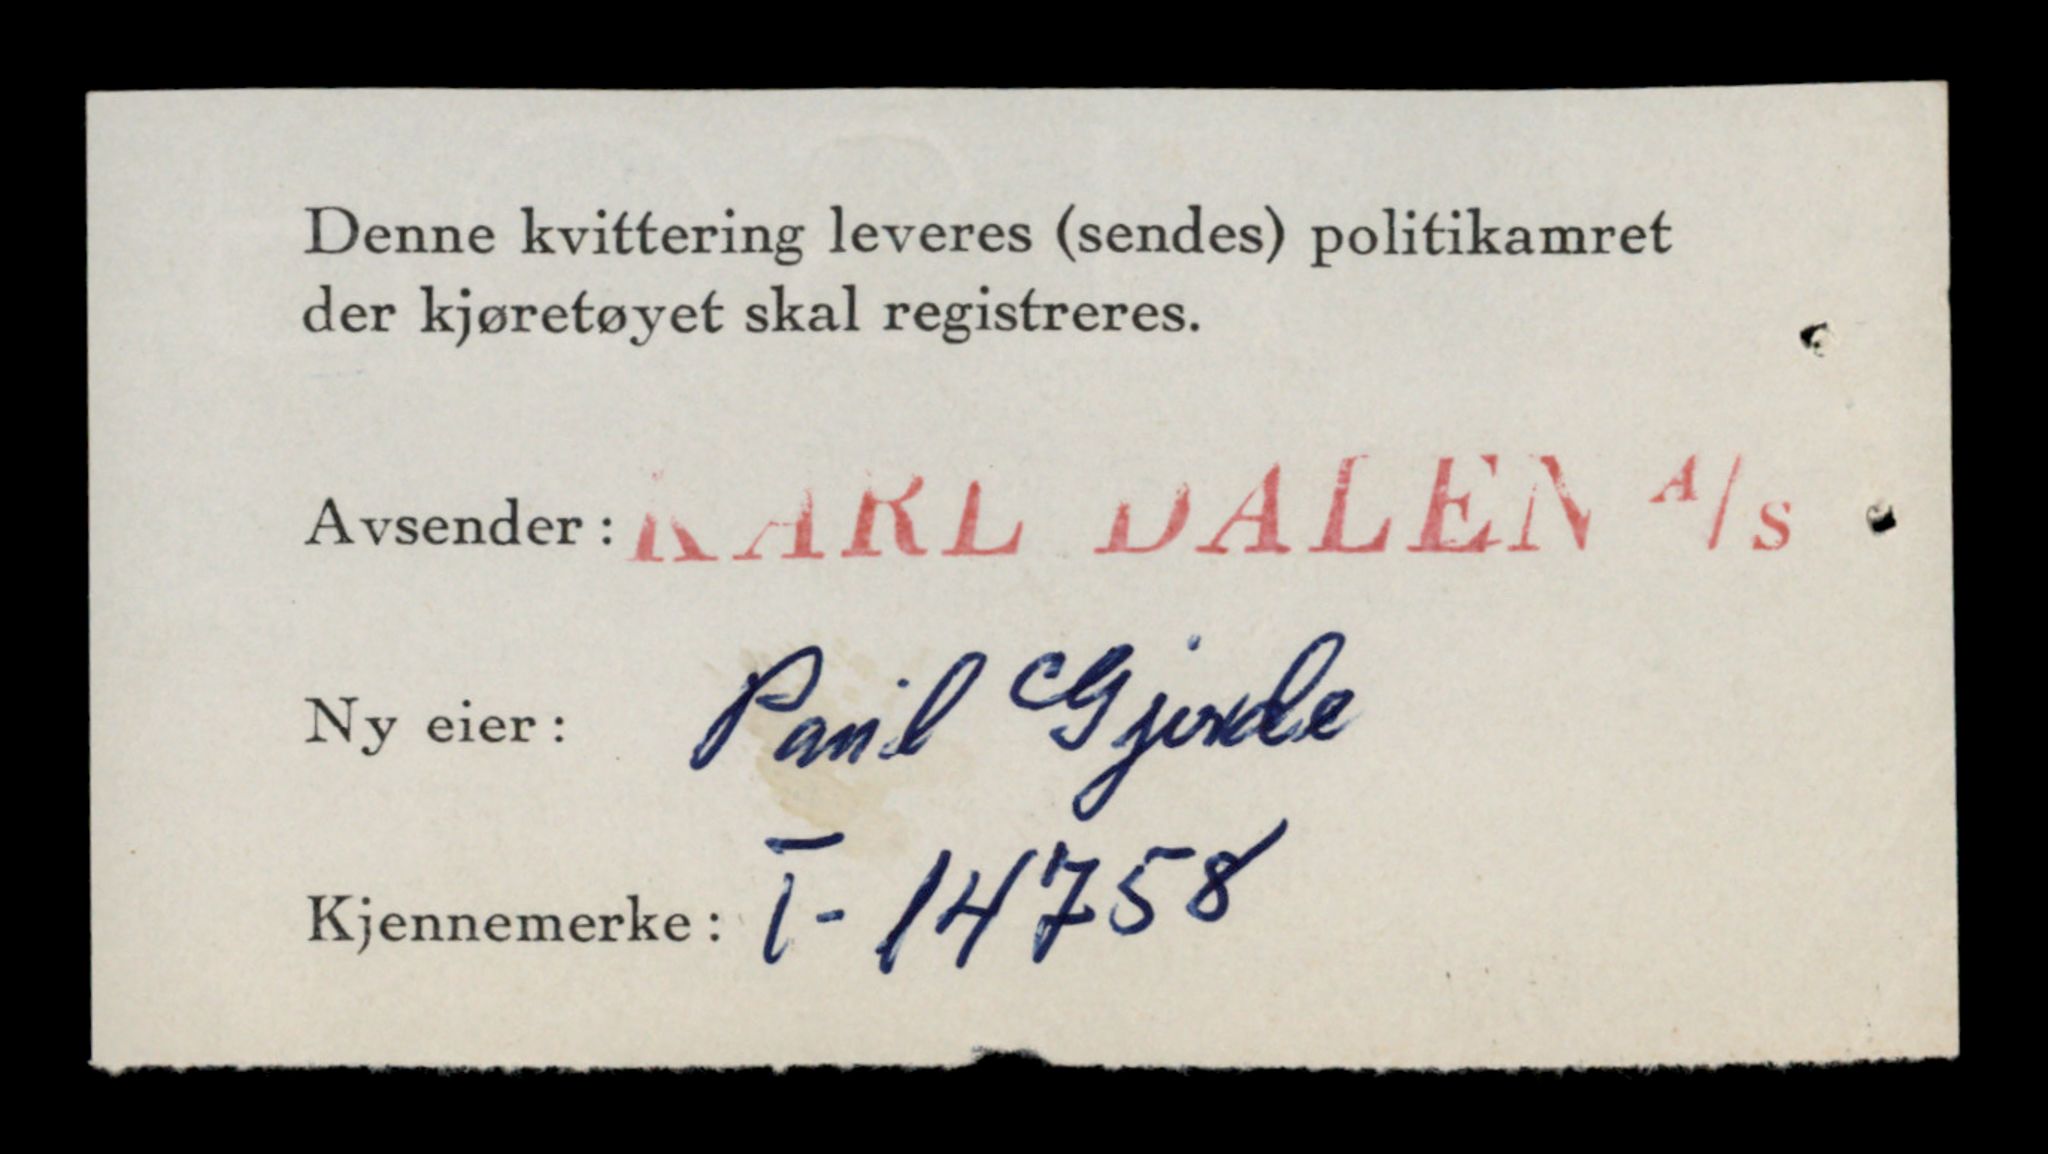 Denne kvittering leveres (sendes) politikamret
der kjøretøyet skal registreres.
Avsender: KARL DALEN A/s
Ny eier: Paul Gjerde
Kjennemerke: T-14758